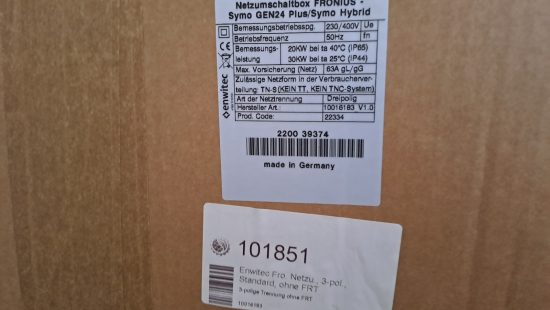 Netzumschaltbox FRONIUS -
Symo GEN24 Plus/Symo Hybrid
Bemessungsbetriebsspg. 230/400V Ue
Betriebsfrequenz 50Hz fn
Bemessungs- 20KW bei ta 40°C (IP65)
leistung 30KW bei ta 25°C (IP44)
Max. Vorsicherung (Netz) 63A gL/gG
Zulässige Netzform in der Verbraucherver-
teilung: TN-S (KEIN TT, KEIN TNC-System)
Art der Netztrennung Dreipolig
Hersteller Art. 10016183 V1.0
Prod. Code: 22334
enwitec
2200 39374
made in Germany
101851
Enwitec Fro. Netzu., 3-pol.,
Standard, ohne FRT
3-polige Trennung ohne FRT
10016183